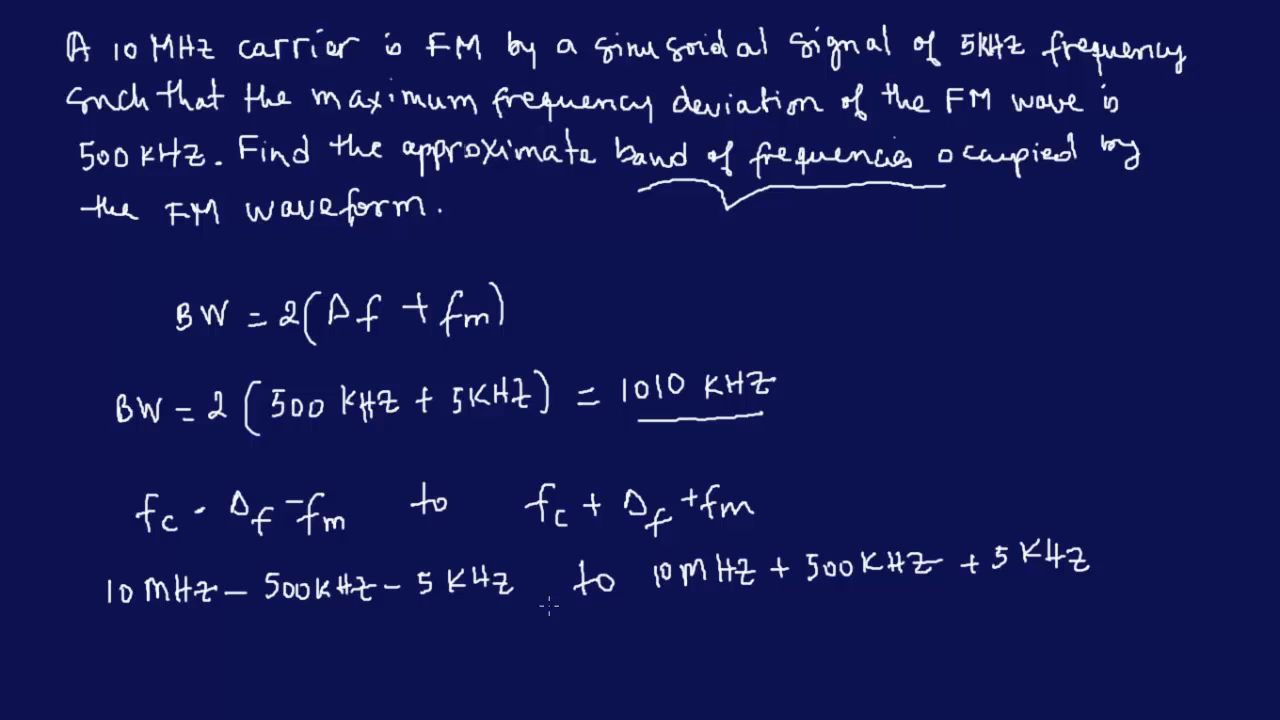 A 10 MHz carrier is FM by a sinusoidal signal of 5KHz frequency
such that the maximum frequency deviation of the FM wave is
500 KHz. Find the approximate band of frequencies occupied by
the FM waveform.
BW = 2(Δf + fm)
BW = 2 (500 KHz + 5KHz) = 1010 KHz
fc - Δf - fm to fc + Δf + fm
10 MHz - 500KHz - 5 KHz to 10 MHz + 500 KHz + 5 KHz